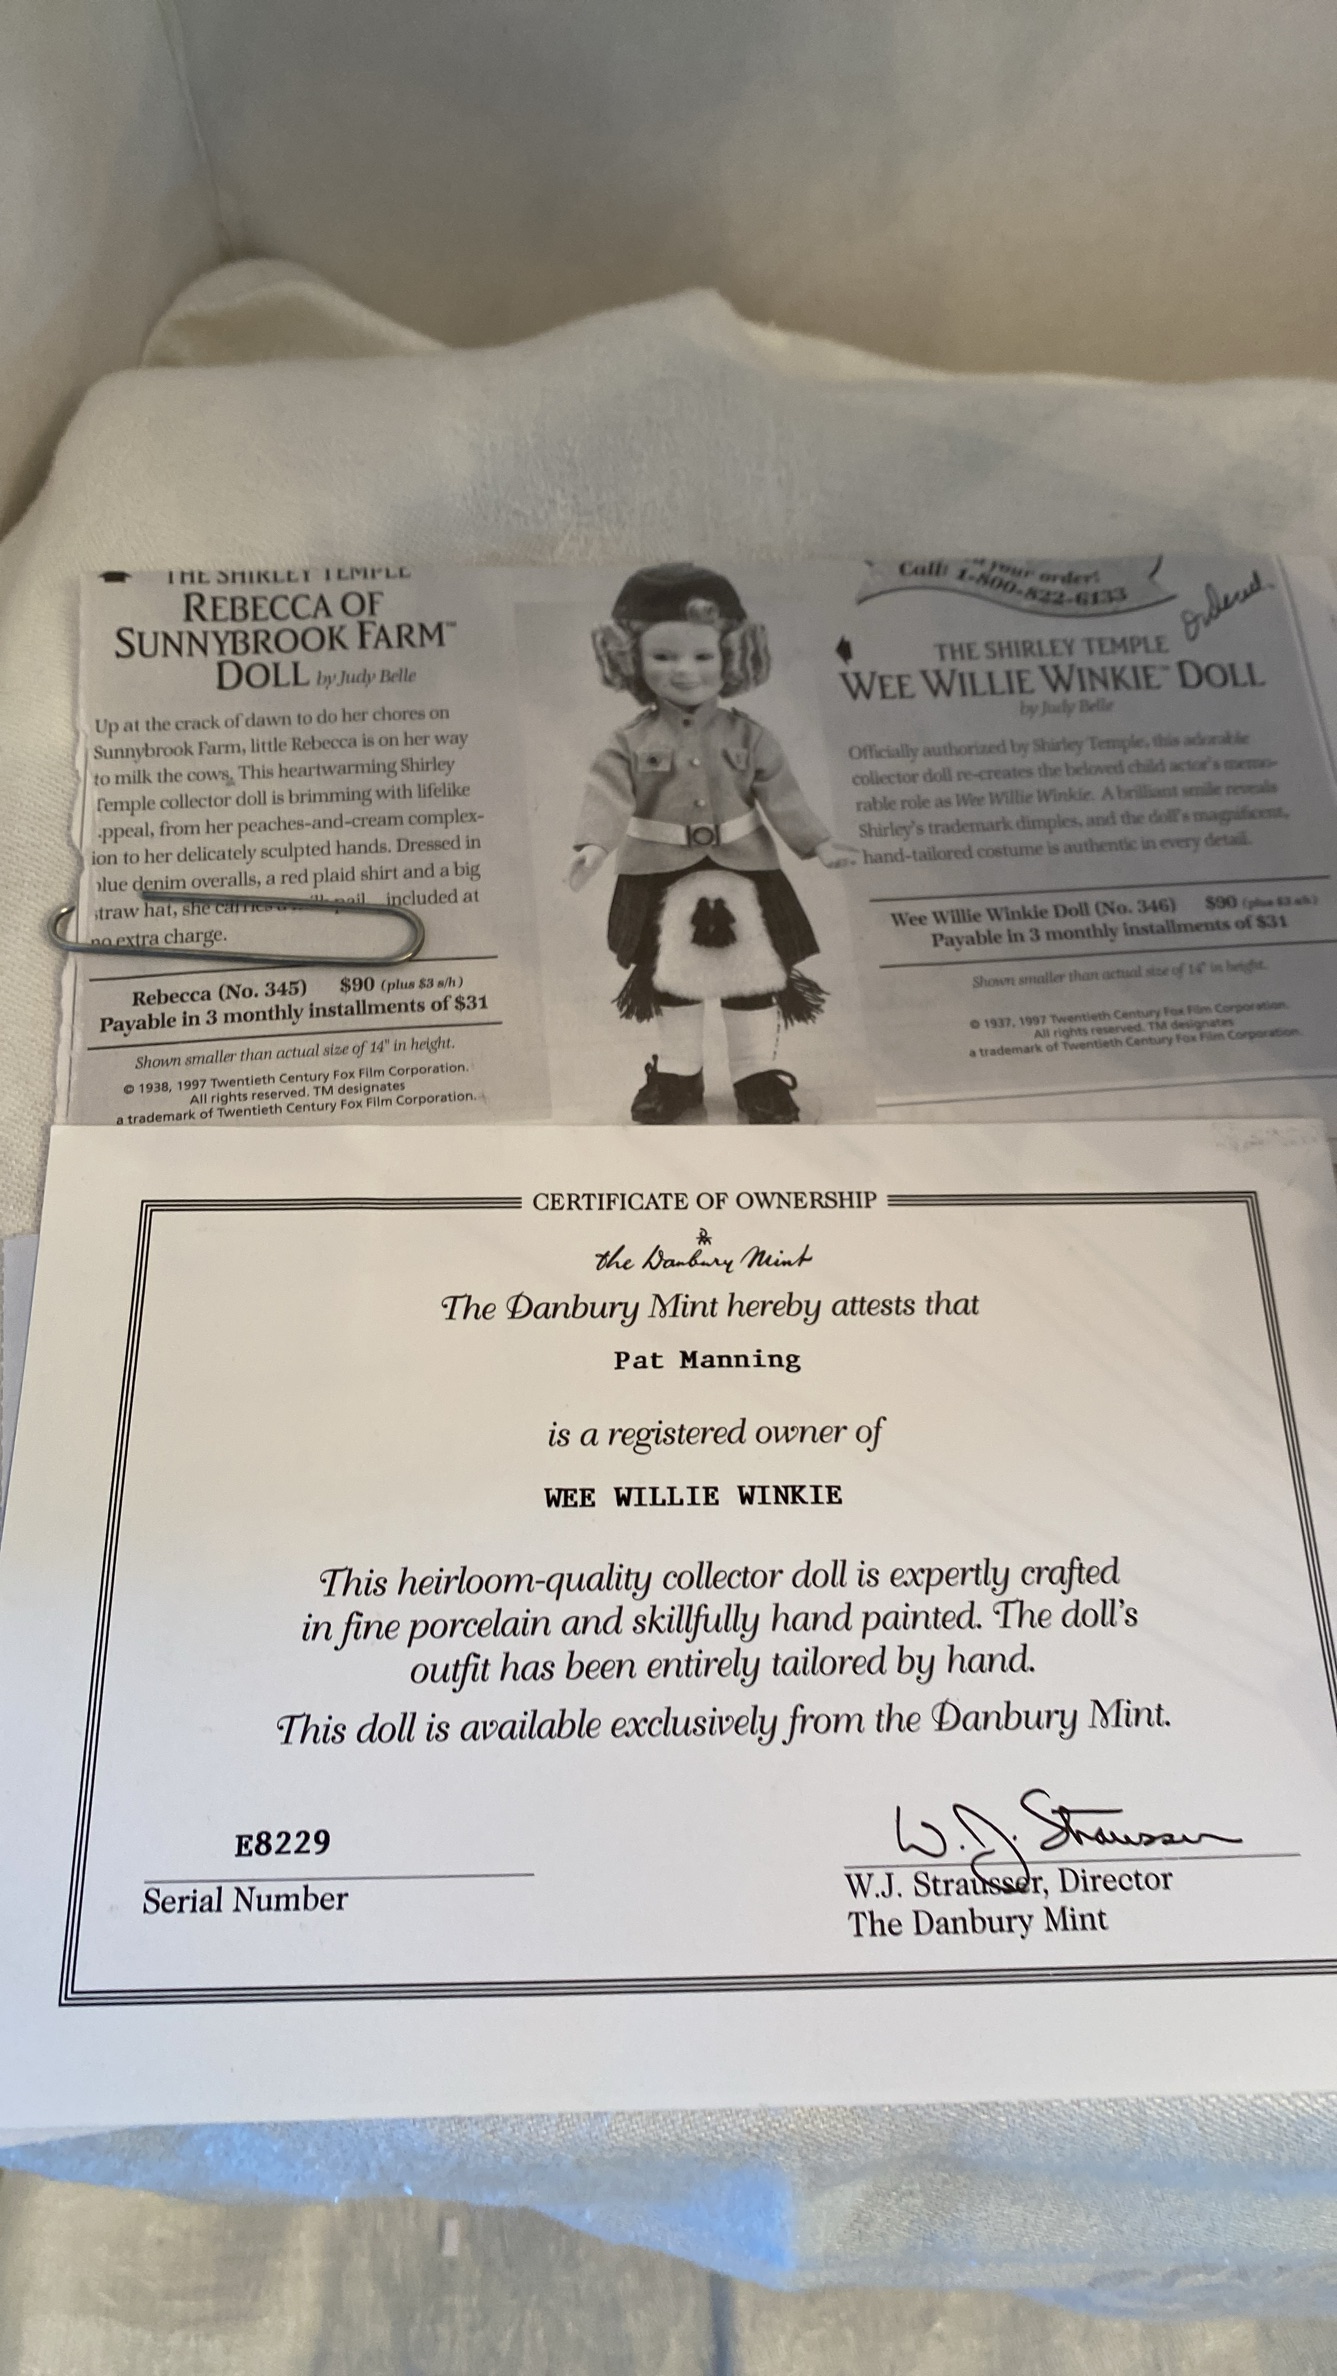 THE SHIRLEY TEMPLE
REBECCA OF
SUNNYBROOK FARM™
DOLL by Judy Belle
Up at the crack of dawn to do her chores on
Sunnybrook Farm, little Rebecca is on her way
to milk the cows. This heartwarming Shirley
Temple collector doll is brimming with lifelike
ppeal, from her peaches-and-cream complex-
ion to her delicately sculpted hands. Dressed in
lue denim overalls, a red plaid shirt and a big
straw hat, she carries a pail included at
no extra charge.
Rebecca (No. 345) $90 (plus $3 s/h)
Payable in 3 monthly installments of $31
Shown smaller than actual size of 14" in height.
© 1938, 1997 Twentieth Century Fox Film Corporation.
All rights reserved. TM designates
a trademark of Twentieth Century Fox Film Corporation.
your order!
Call: 1-800-822-6133
ordered.
THE SHIRLEY TEMPLE
WEE WILLIE WINKIE™ DOLL
by Judy Belle
Officially authorized by Shirley Temple, this adorable
collector doll re-creates the beloved child actor's memo-
rable role as Wee Willie Winkie. A brilliant smile reveals
Shirley's trademark dimples, and the doll's magnificent,
hand-tailored costume is authentic in every detail.
Wee Willie Winkie Doll (No. 346) $90 (plus $3 s/h)
Payable in 3 monthly installments of $31
Shown smaller than actual size of 14" in height.
© 1937, 1997 Twentieth Century Fox Film Corporation.
All rights reserved. TM designates
a trademark of Twentieth Century Fox Film Corporation.
CERTIFICATE OF OWNERSHIP
the Danbury Mint
The Danbury Mint hereby attests that
Pat Manning
is a registered owner of
WEE WILLIE WINKIE
This heirloom-quality collector doll is expertly crafted
in fine porcelain and skillfully hand painted. The doll's
outfit has been entirely tailored by hand.
This doll is available exclusively from the Danbury Mint.
E8229
Serial Number
W.J. Strausser
W.J. Strausser, Director
The Danbury Mint